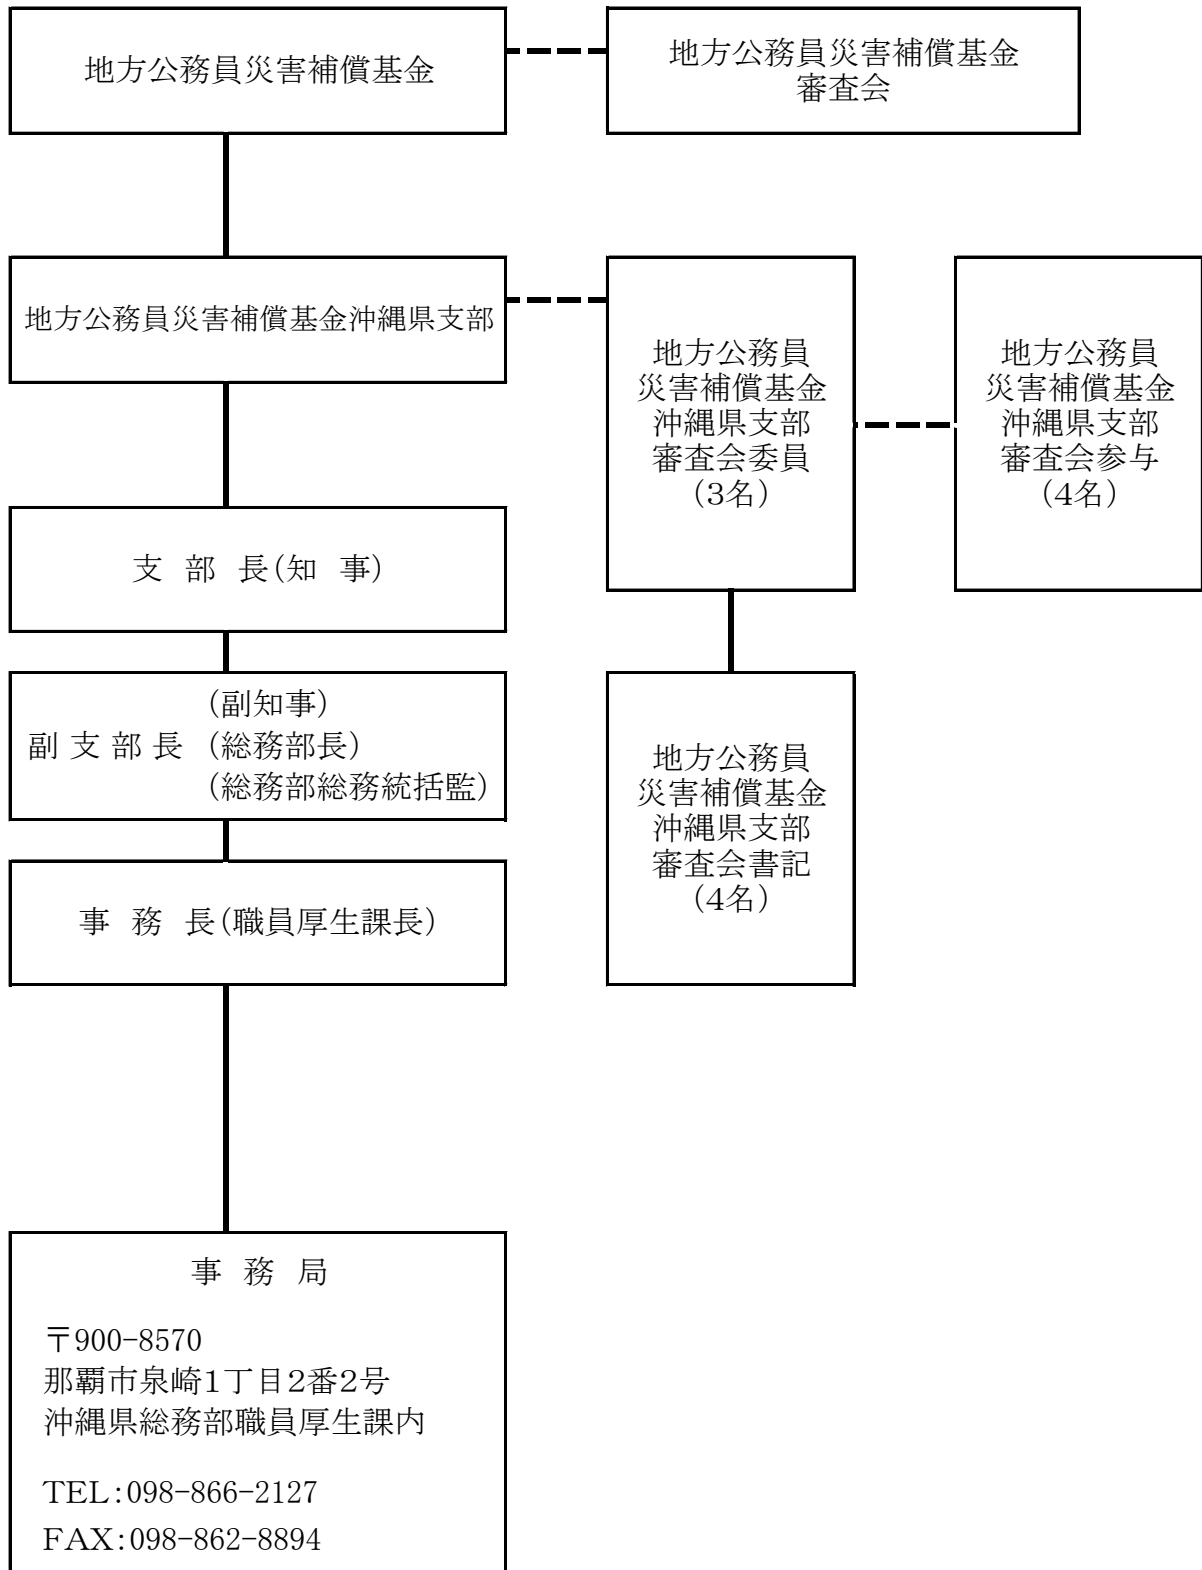 地方公務員災害補償基金
地方公務員災害補償基金
審査会
地方公務員災害補償基金沖縄県支部
地方公務員
災害補償基金
沖縄県支部
審査会委員
(3名)
地方公務員
災害補償基金
沖縄県支部
審査会参与
(4名)
支 部 長(知 事)
(副知事)
副 支 部 長 (総務部長)
(総務部総務統括監)
地方公務員
災害補償基金
沖縄県支部
審査会書記
(4名)
事 務 長(職員厚生課長)
事 務 局
〒900-8570
那覇市泉崎1丁目2番2号
沖縄県総務部職員厚生課内
TEL:098-866-2127
FAX:098-862-8894